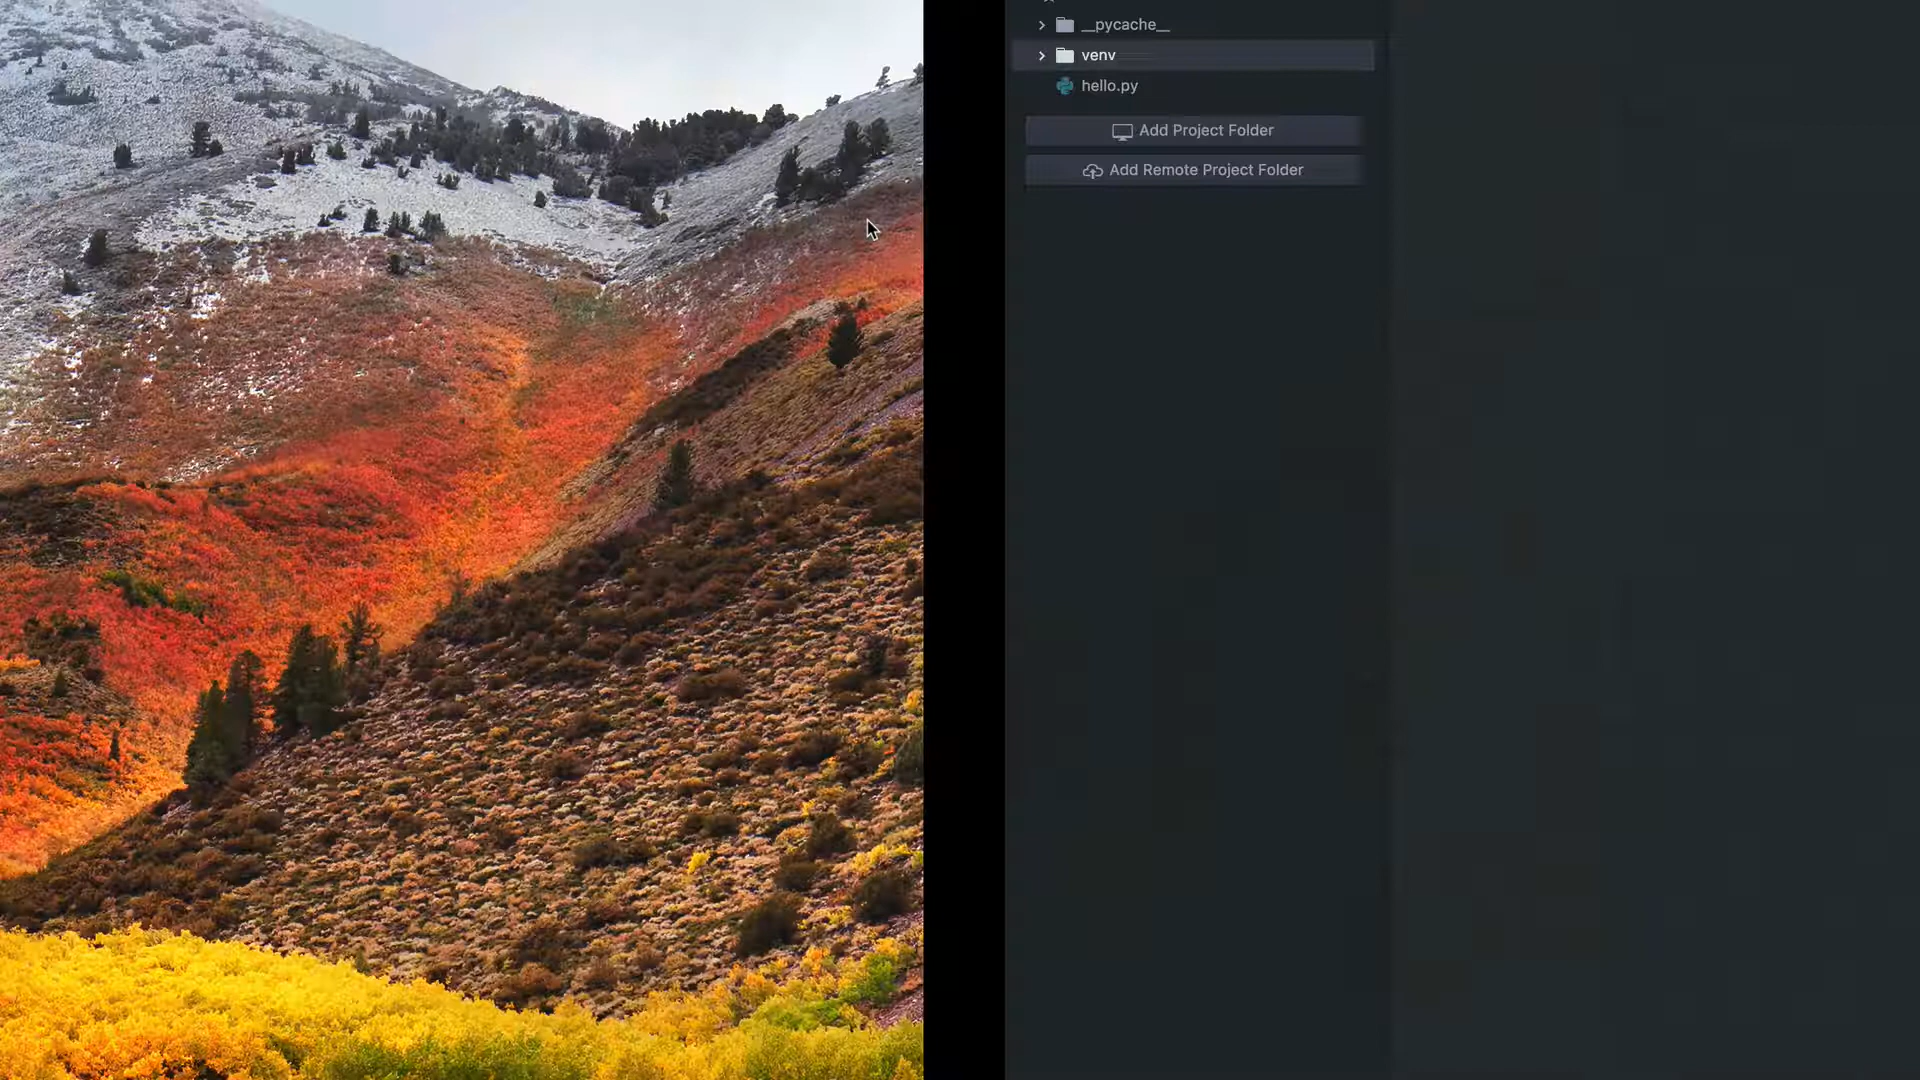 __pycache__
venv
hello.py
Add Project Folder
Add Remote Project Folder